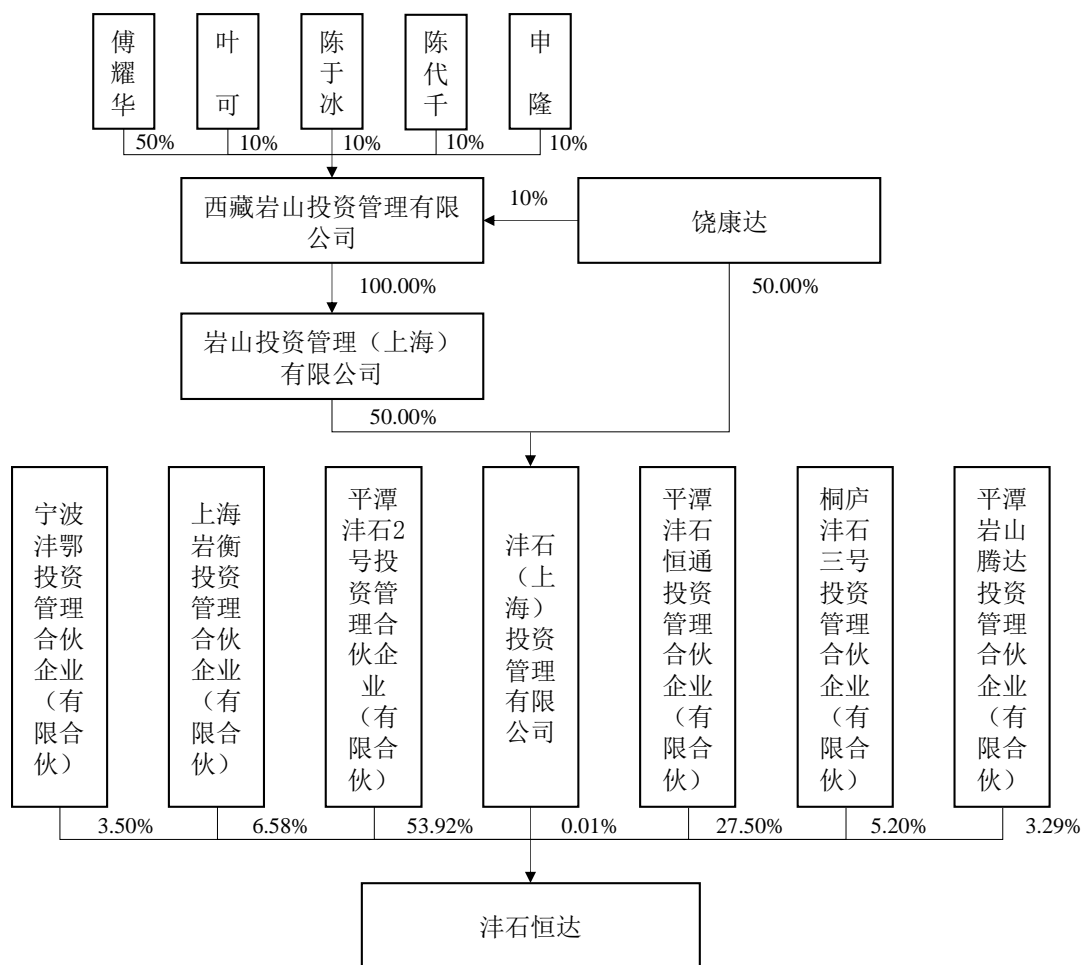 傅
耀
华
叶
可
陈
于
冰
陈
代
千
申
隆
50%
10%
10%
10%
10%
西藏岩山投资管理有限
公司
10%
饶康达
100.00%
50.00%
岩山投资管理（上海）
有限公司
50.00%
宁波
沣鄂
投资
管理
合伙
企业
（有
限合
伙）
上海
岩衡
投资
管理
合伙
企业
（有
限合
伙）
平潭
沣石2
号投
资管
理合
伙企
业
（有
限合
伙）
沣石
（上
海）
投资
管理
有限
公司
平潭
沣石
恒通
投资
管理
合伙
企业
（有
限合
伙）
桐庐
沣石
三号
投资
管理
合伙
企业
（有
限合
伙）
平潭
岩山
腾达
投资
管理
合伙
企业
（有
限合
伙）
3.50%
6.58%
53.92%
0.01%
27.50%
5.20%
3.29%
沣石恒达